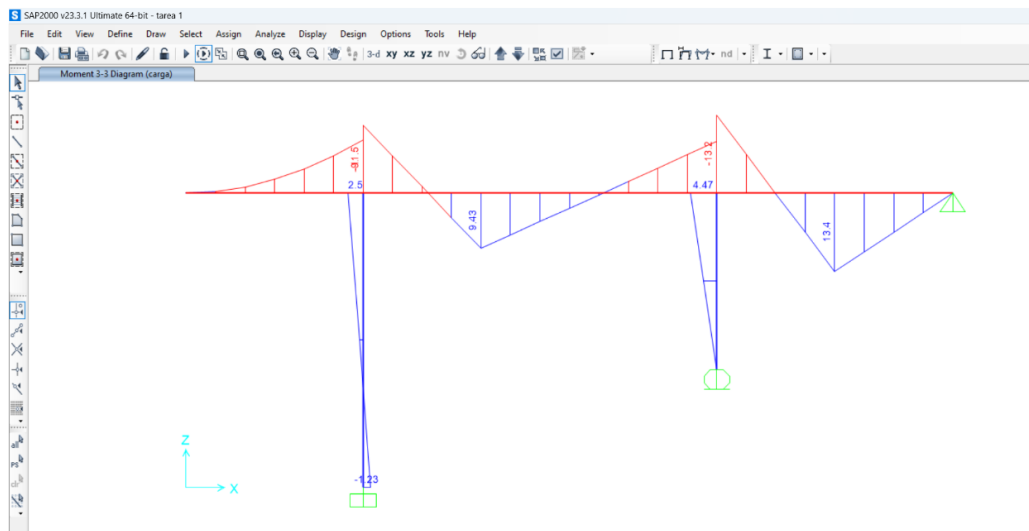 SAP2000 v23.3.1 Ultimate 64-bit - tarea 1
File Edit View Define Draw Select Assign Analyze Display Design Options Tools Help
3-d xy xz yz nv nd
Moment 3-3 Diagram (carga)
-13.2
2.5
4.47
9.43
13.4
-1.23
Z
X